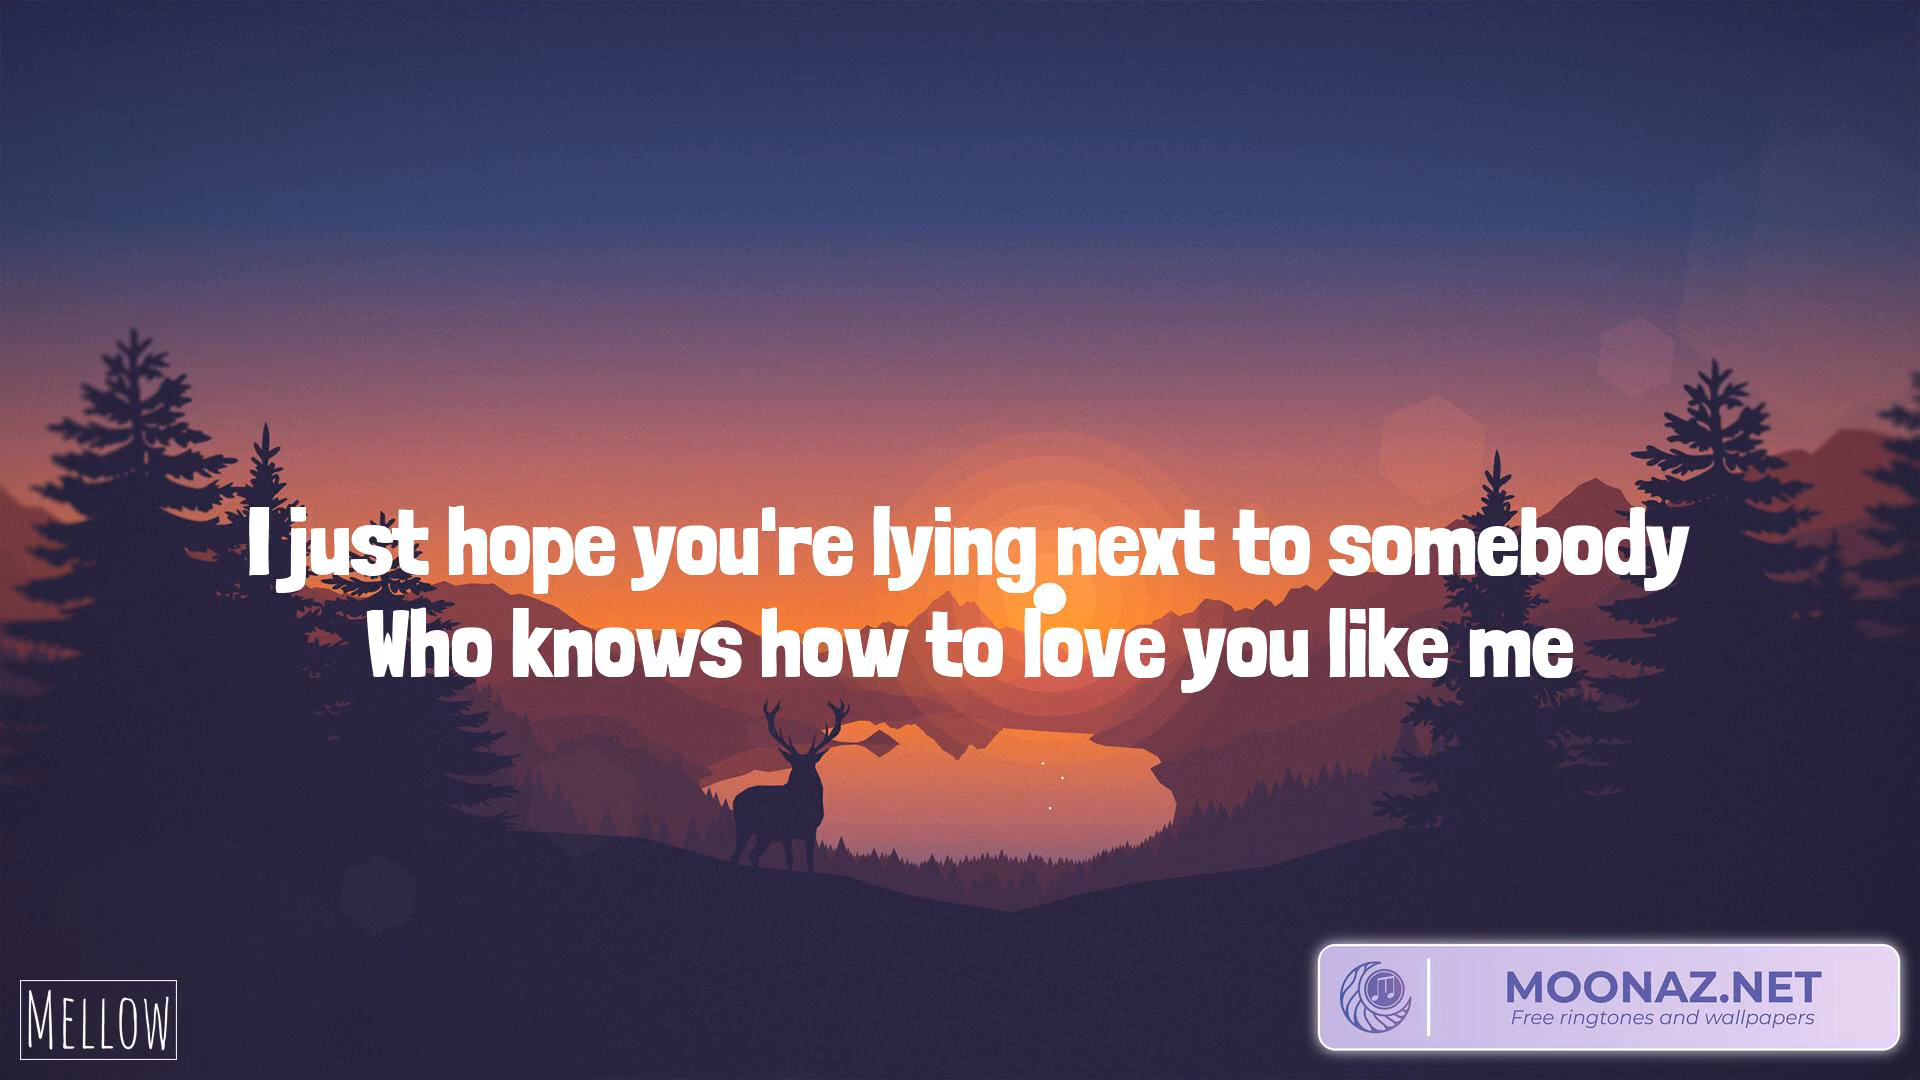 I just hope you're lying next to somebody
Who knows how to love you like me
MELLOW
MOONAZ.NET
Free ringtones and wallpapers